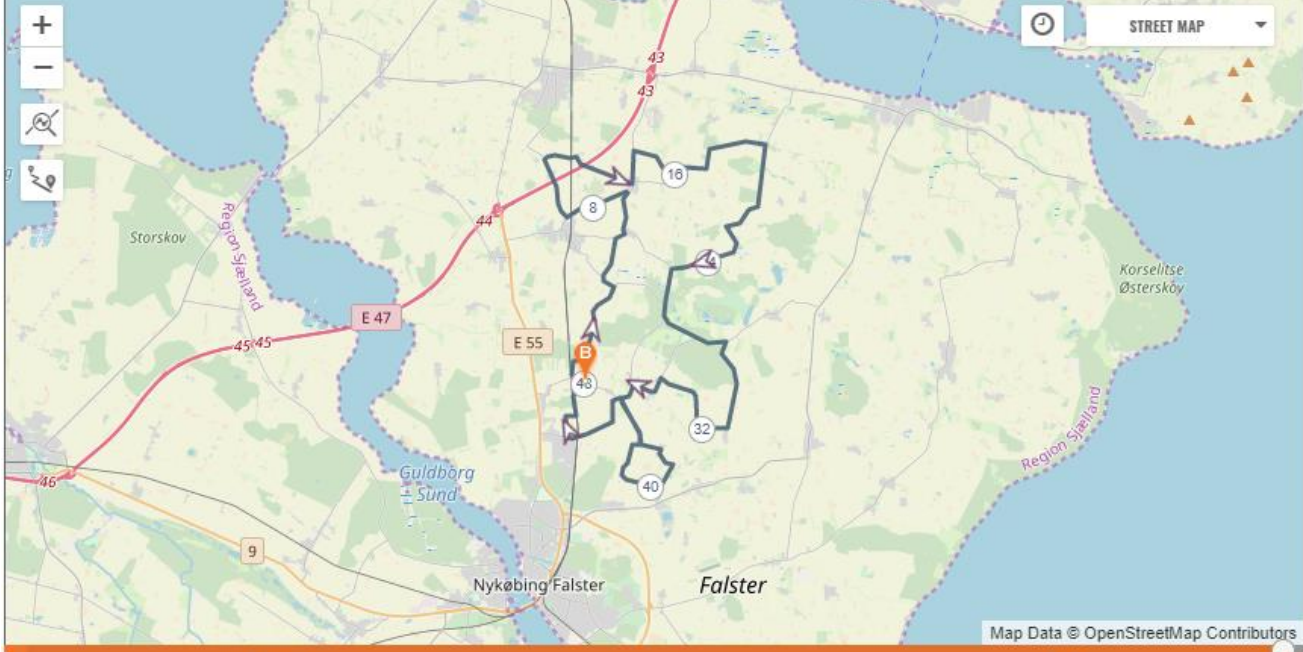 +
STREET MAP
−
43
43
16
8
44
Storskov
Region Sjælland
Korselitse
Østerskov
E 47
E 55
45 45
B
48
32
Region Sjælland
46
Guldborg
Sund
40
9
Nykøbing Falster
Falster
Map Data © OpenStreetMap Contributors